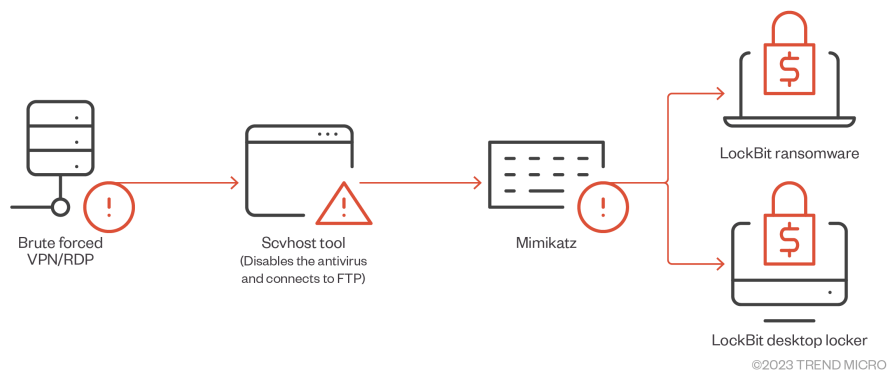 Brute forced
VPN/RDP
Scvhost tool
(Disables the antivirus
and connects to FTP)
Mimikatz
LockBit ransomware
LockBit desktop locker
©2023 TREND MICRO